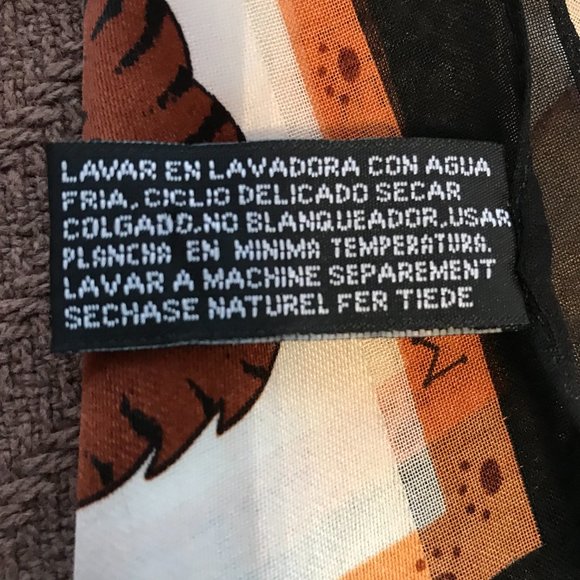 LAVAR EN LAVADORA CON AGUA
FRIA, CICLIO DELICADO SECAR
COLGADO.NO BLANQUEADOR,USAR
PLANCHA EN MINIMA TEMPERATURA.
LAVAR A MACHINE SEPAREMENT
SECHASE NATUREL FER TIEDE